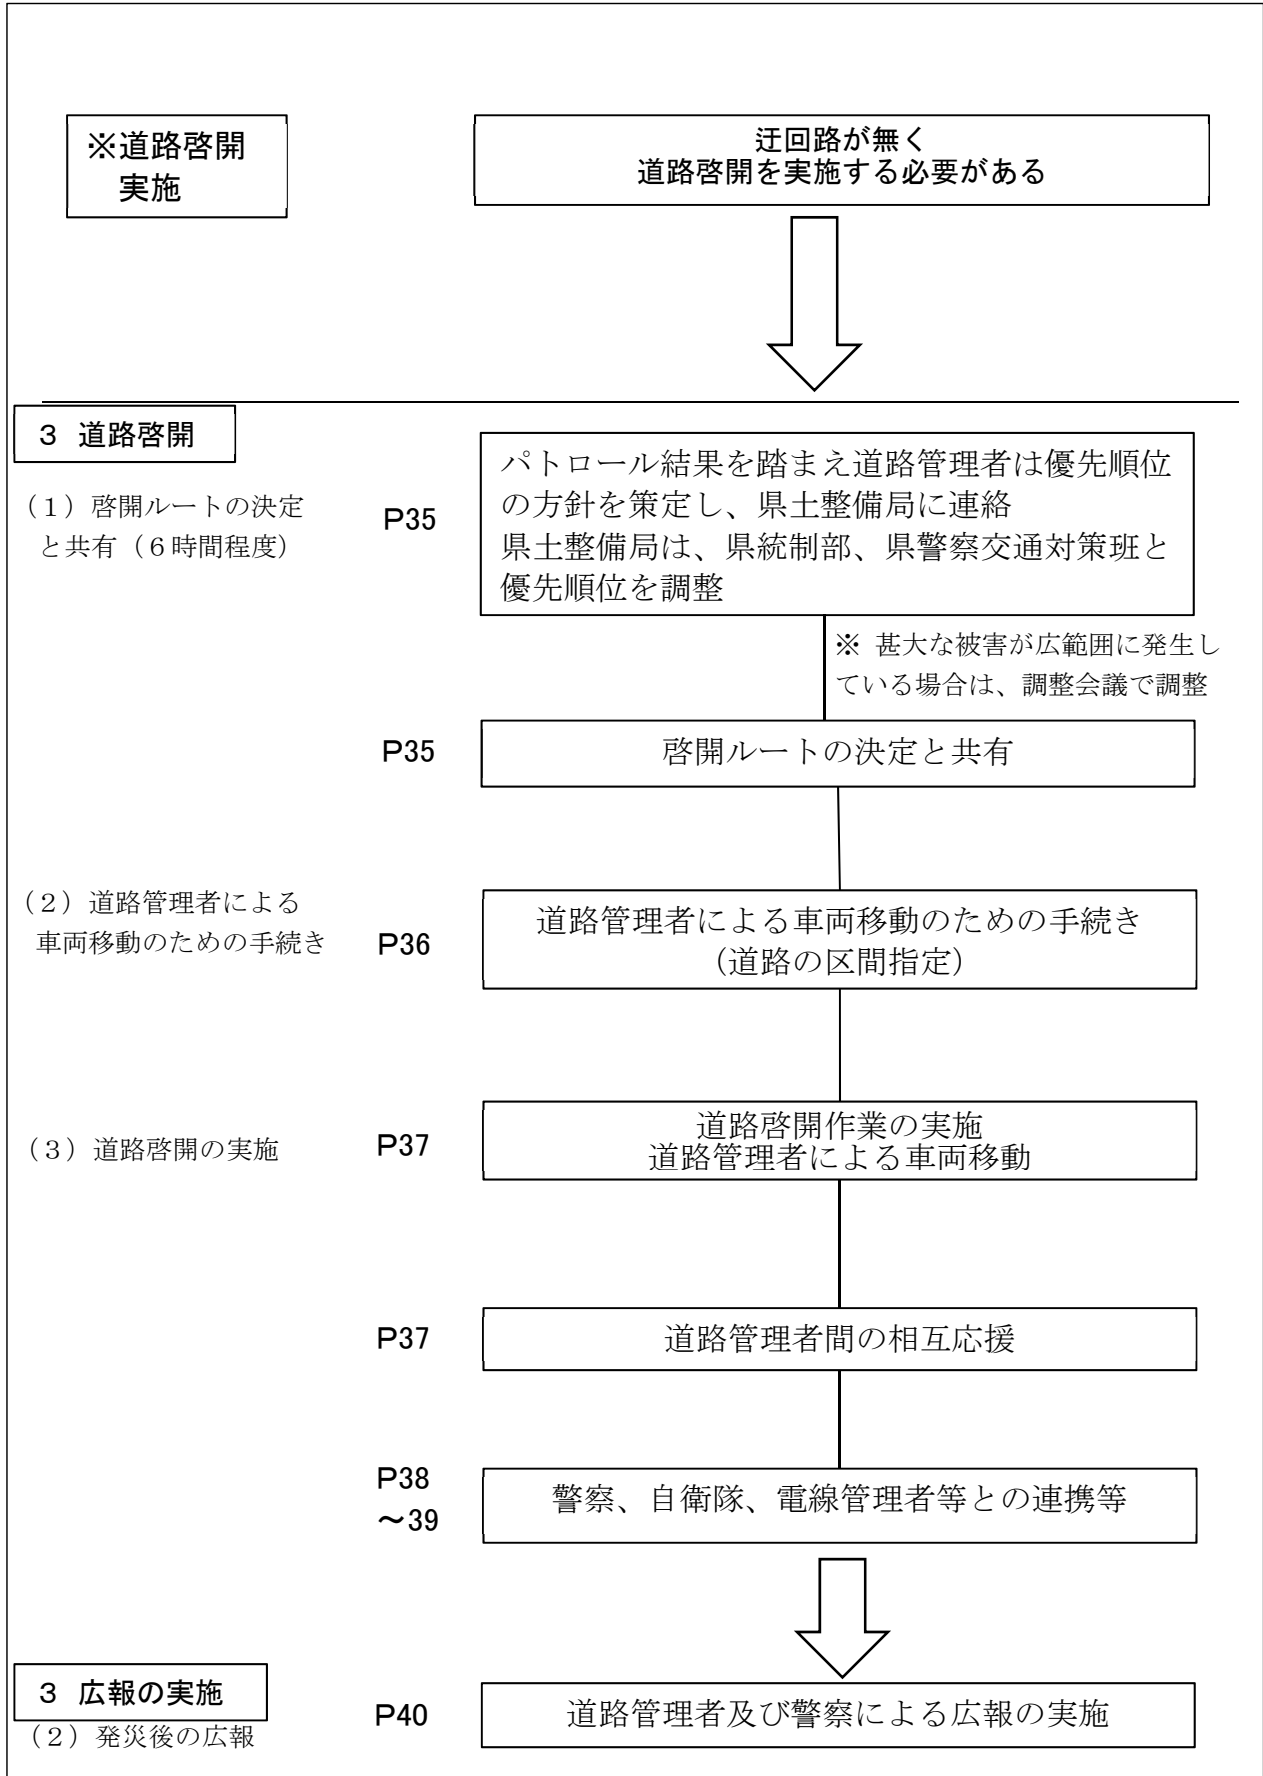 ※道路啓開
実施
迂回路が無く
道路啓開を実施する必要がある
3 道路啓開
（１）啓開ルートの決定
と共有（６時間程度）
P35
パトロール結果を踏まえ道路管理者は優先順位
の方針を策定し、県土整備局に連絡
県土整備局は、県統制部、県警察交通対策班と
優先順位を調整
※ 甚大な被害が広範囲に発生し
ている場合は、調整会議で調整
P35
啓開ルートの決定と共有
（２）道路管理者による
車両移動のための手続き
P36
道路管理者による車両移動のための手続き
（道路の区間指定）
（３）道路啓開の実施
P37
道路啓開作業の実施
道路管理者による車両移動
P37
道路管理者間の相互応援
P38
～39
警察、自衛隊、電線管理者等との連携等
3 広報の実施
（２）発災後の広報
P40
道路管理者及び警察による広報の実施